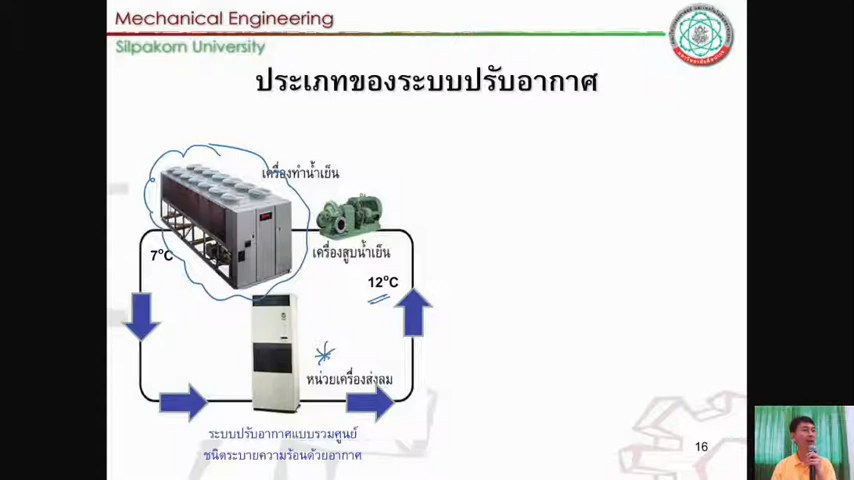 Mechanical Engineering
Silpakorn University
ประเภทของระบบปรับอากาศ
เครื่องทำน้ำเย็น
เครื่องสูบน้ำเย็น
7°C
12°C
หน่วยเครื่องส่งลม
ระบบปรับอากาศแบบรวมศูนย์
ชนิดระบายความร้อนด้วยอากาศ
16